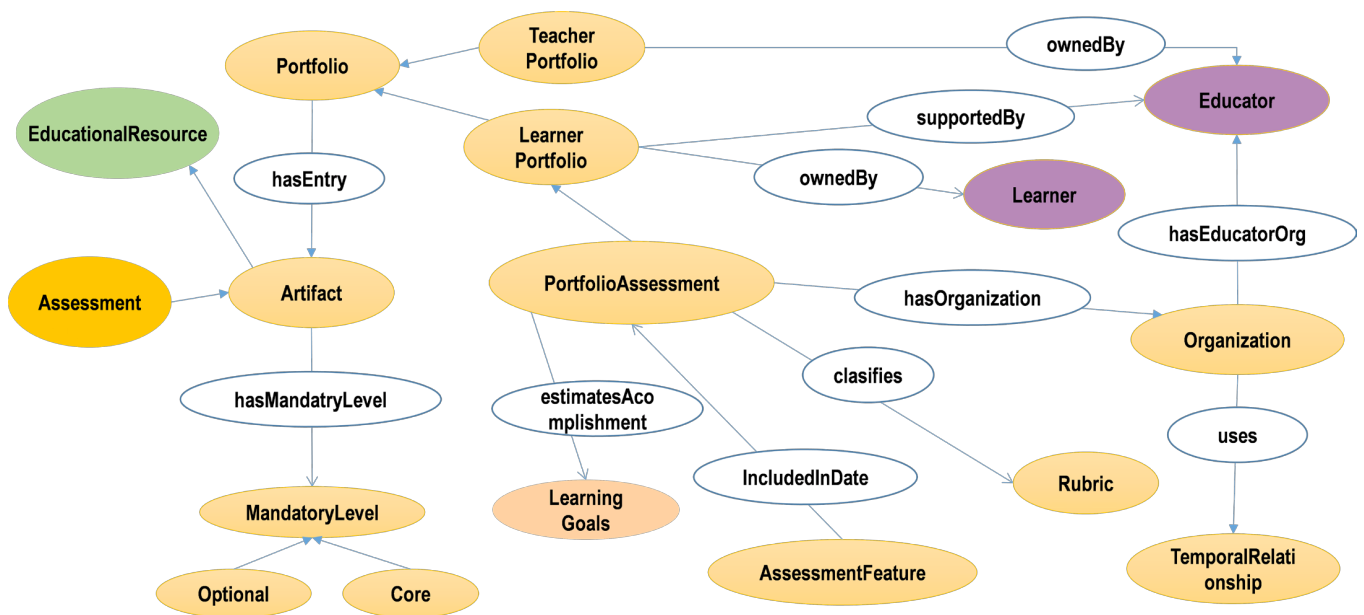 Teacher
Portfolio
ownedBy
Portfolio
Educator
EducationalResource
supportedBy
Learner
Portfolio
hasEntry
ownedBy
Learner
hasEducatorOrg
Assessment
Artifact
PortfolioAssessment
hasOrganization
Organization
hasMandatryLevel
estimatesAco
mplishment
clasifies
uses
IncludedInDate
Rubric
MandatoryLevel
Learning
Goals
Optional
Core
AssessmentFeature
TemporalRelati
onship